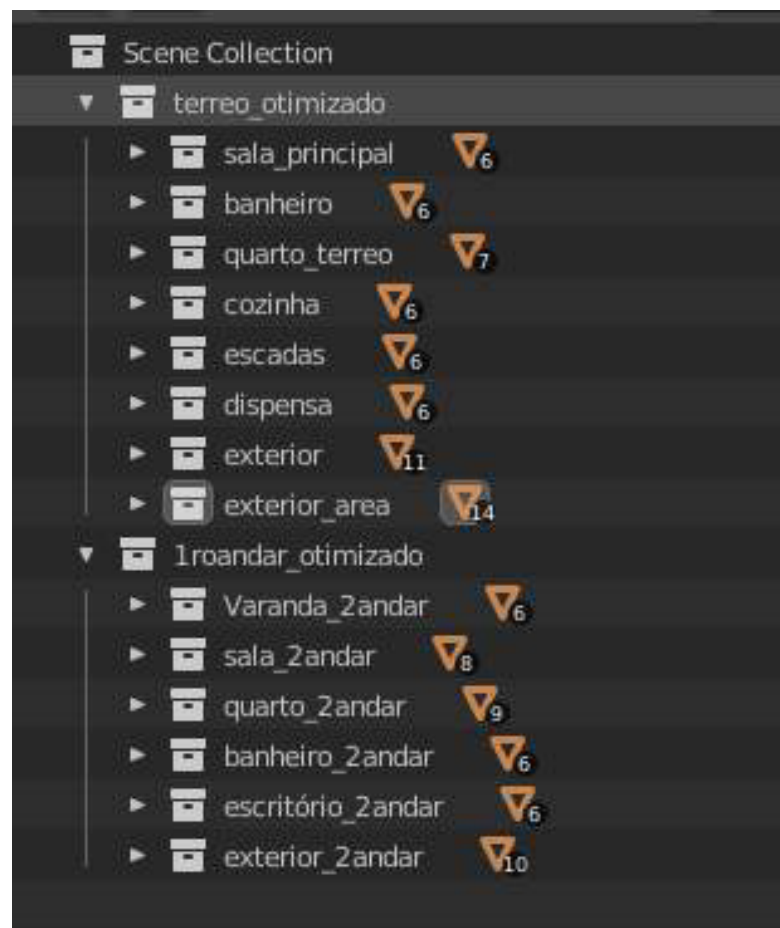 Scene Collection
terreo_otimizado
sala_principal 6
banheiro 6
quarto_terreo 7
cozinha 6
escadas 6
dispensa 6
exterior 11
exterior_area 14
1roandar_otimizado
Varanda_2andar 6
sala_2andar 8
quarto_2andar 9
banheiro_2andar 6
escritório_2andar 6
exterior_2andar 10